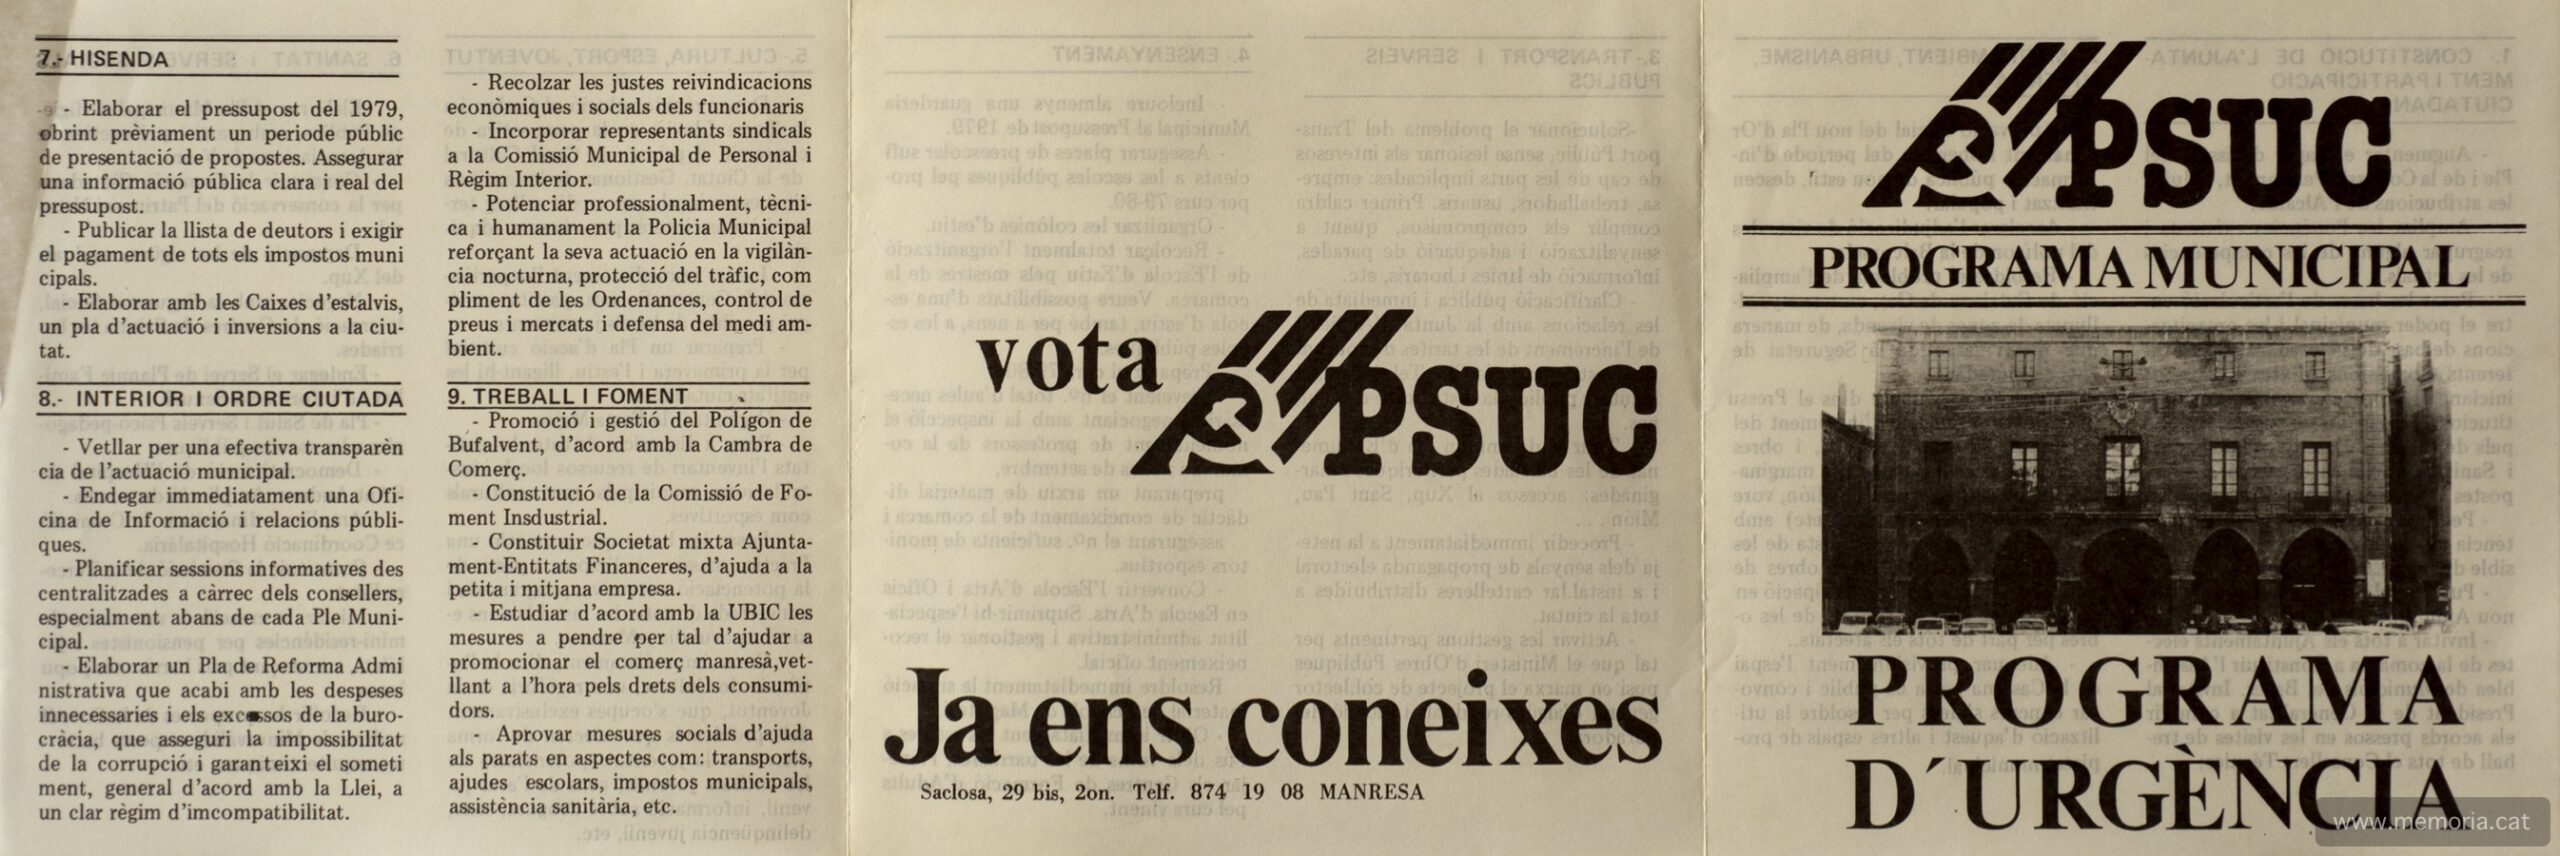 7.- HISENDA
- Elaborar el pressupost del 1979,
obrint prèviament un periode públic
de presentació de propostes. Assegurar
una informació pública clara i real del
pressupost.
- Publicar la llista de deutors i exigir
el pagament de tots els impostos muni
cipals.
- Elaborar amb les Caixes d'estalvis,
un pla d'actuació i inversions a la ciu-
tat.
8.- INTERIOR I ORDRE CIUTADA
- Vetllar per una efectiva transparèn
cia de l'actuació municipal.
- Endegar immediatament una Ofi-
cina de Informació i relacions públi-
ques.
- Planificar sessions informatives des
centralitzades a càrrec dels consellers,
especialment abans de cada Ple Muni-
cipal.
- Elaborar un Pla de Reforma Admi
nistrativa que acabi amb les despeses
innecessaries i els excessos de la buro-
cràcia, que asseguri la impossibilitat
de la corrupció i garanteixi el someti
ment, general d'acord amb la Llei, a
un clar règim d'imcompatibilitat.
- Recolzar les justes reivindicacions
econòmiques i socials dels funcionaris
- Incorporar representants sindicals
a la Comissió Municipal de Personal i
Règim Interior.
- Potenciar professionalment, tècni-
ca i humanament la Policia Municipal
reforçant la seva actuació en la vigilàn-
cia nocturna, protecció del tràfic, com
pliment de les Ordenances, control de
preus i mercats i defensa del medi am-
bient.
9. TREBALL I FOMENT
- Promoció i gestió del Polígon de
Bufalvent, d'acord amb la Cambra de
Comerç.
- Constitució de la Comissió de Fo-
ment Insdustrial.
- Constituir Societat mixta Ajunta-
ment-Entitats Financeres, d'ajuda a la
petita i mitjana empresa.
- Estudiar d'acord amb la UBIC les
mesures a pendre per tal d'ajudar a
promocionar el comerç manresà,vet-
llant a l'hora pels drets dels consumi-
dors.
- Aprovar mesures socials d'ajuda
als parats en aspectes com: transports,
ajudes escolars, impostos municipals,
assistència sanitària, etc.
vota
PSUC
Ja ens coneixes
Saclosa, 29 bis, 2on. Telf. 874 19 08 MANRESA
PSUC
PROGRAMA MUNICIPAL
PROGRAMA
D´URGÈNCIA
www.memoria.cat